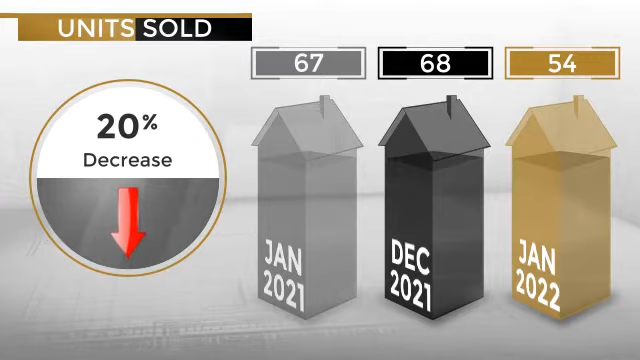 UNITS SOLD
67
68
54
20%
Decrease
JAN
2021
DEC
2021
JAN
2022